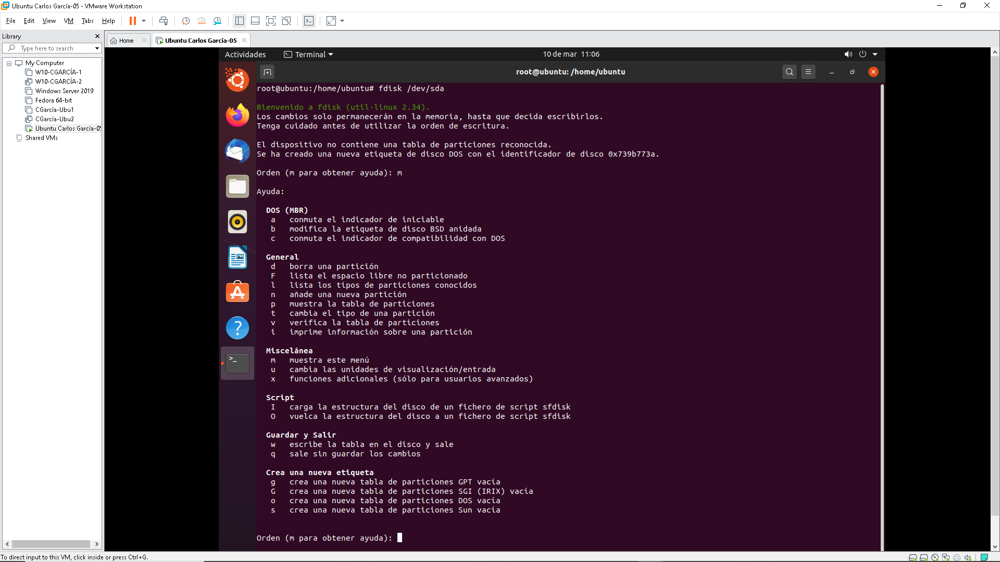 Ubuntu Carlos García-05 - VMware Workstation
File Edit View VM Tabs Help
Library
Type here to search
My Computer
W10-CGARCÍA-1
W10-CGARCÍA-2
Windows Server 2019
Fedora 64-bit
CGarcía-Ubu1
CGarcía-Ubu2
Ubuntu Carlos García-05
Shared VMs
Home Ubuntu Carlos García-05
Actividades Terminal 10 de mar 11:06
root@ubuntu: /home/ubuntu
root@ubuntu:/home/ubuntu# fdisk /dev/sda
Bienvenido a fdisk (util-linux 2.34).
Los cambios solo permanecerán en la memoria, hasta que decida escribirlos.
Tenga cuidado antes de utilizar la orden de escritura.
El dispositivo no contiene una tabla de particiones reconocida.
Se ha creado una nueva etiqueta de disco DOS con el identificador de disco 0x739b773a.
Orden (m para obtener ayuda): m
Ayuda:
DOS (MBR)
a conmuta el indicador de iniciable
b modifica la etiqueta de disco BSD anidada
c conmuta el indicador de compatibilidad con DOS
General
d borra una partición
F lista el espacio libre no particionado
l lista los tipos de particiones conocidos
n añade una nueva partición
p muestra la tabla de particiones
t cambia el tipo de una partición
v verifica la tabla de particiones
i imprime información sobre una partición
Miscelánea
m muestra este menú
u cambia las unidades de visualización/entrada
x funciones adicionales (sólo para usuarios avanzados)
Script
I carga la estructura del disco de un fichero de script sfdisk
O vuelca la estructura del disco a un fichero de script sfdisk
Guardar y Salir
w escribe la tabla en el disco y sale
q sale sin guardar los cambios
Crea una nueva etiqueta
g crea una nueva tabla de particiones GPT vacía
G crea una nueva tabla de particiones SGI (IRIX) vacía
o crea una nueva tabla de particiones DOS vacía
s crea una nueva tabla de particiones Sun vacía
Orden (m para obtener ayuda):
To direct input to this VM, click inside or press Ctrl+G.